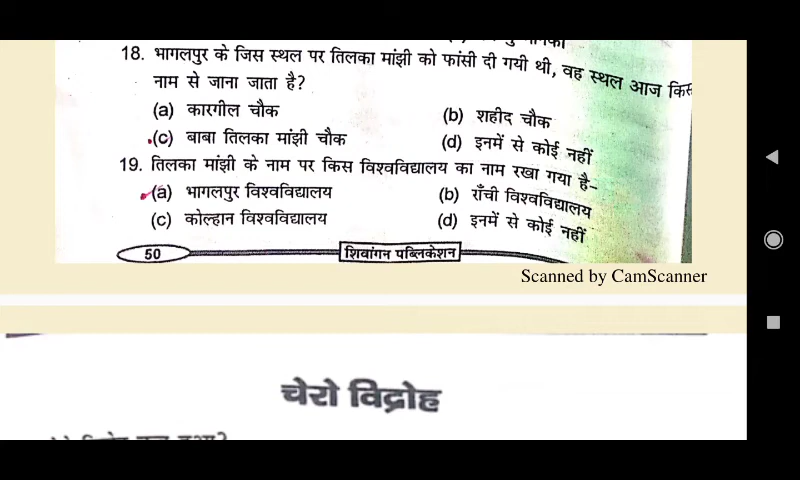 18. भागलपुर के जिस स्थल पर तिलका मांझी को फांसी दी गयी थी, वह स्थल आज किस
नाम से जाना जाता है?
(a) कारगील चौक (b) शहीद चौक
(c) बाबा तिलका मांझी चौक (d) इनमें से कोई नहीं
19. तिलका मांझी के नाम पर किस विश्वविद्यालय का नाम रखा गया है–
(a) भागलपुर विश्वविद्यालय (b) राँची विश्वविद्यालय
(c) कोल्हान विश्वविद्यालय (d) इनमें से कोई नहीं
50 शिवांगन पब्लिकेशन
Scanned by CamScanner
चेरो विद्रोह